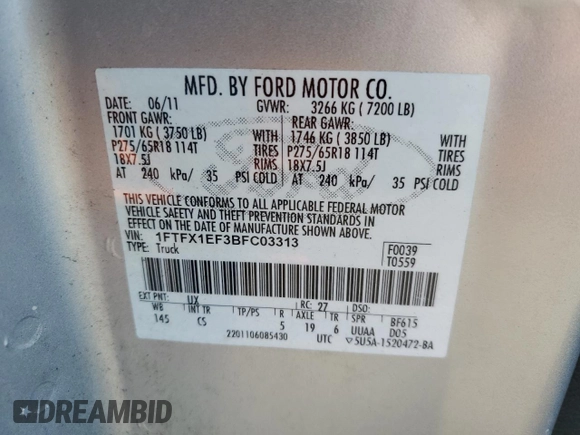 MFD. BY FORD MOTOR CO.
DATE: 06/11 GVWR: 3266 KG ( 7200 LB)
FRONT GAWR: REAR GAWR:
1701 KG ( 3750 LB) WITH 1746 KG ( 3850 LB) WITH
P275/65R18 114T TIRES P275/65R18 114T TIRES
18X7.5J RIMS 18X7.5J RIMS
AT 240 kPa/ 35 PSI COLD AT 240 kPa/ 35 PSI COLD
THIS VEHICLE CONFORMS TO ALL APPLICABLE FEDERAL MOTOR
VEHICLE SAFETY AND THEFT PREVENTION STANDARDS IN
EFFECT ON THE DATE OF MANUFACTURE SHOWN ABOVE.
VIN: 1FTFX1EF3BFC03313 F0039
TYPE: Truck T0559
EXT PNT: UX RC: 27 DSO:
WB INT TR TP/PS R AXLE TR SPR BF615
145 CS 5 19 6 UUAA D05
2201106085430 UTC SU5A-1520472-BA
DREAMBID